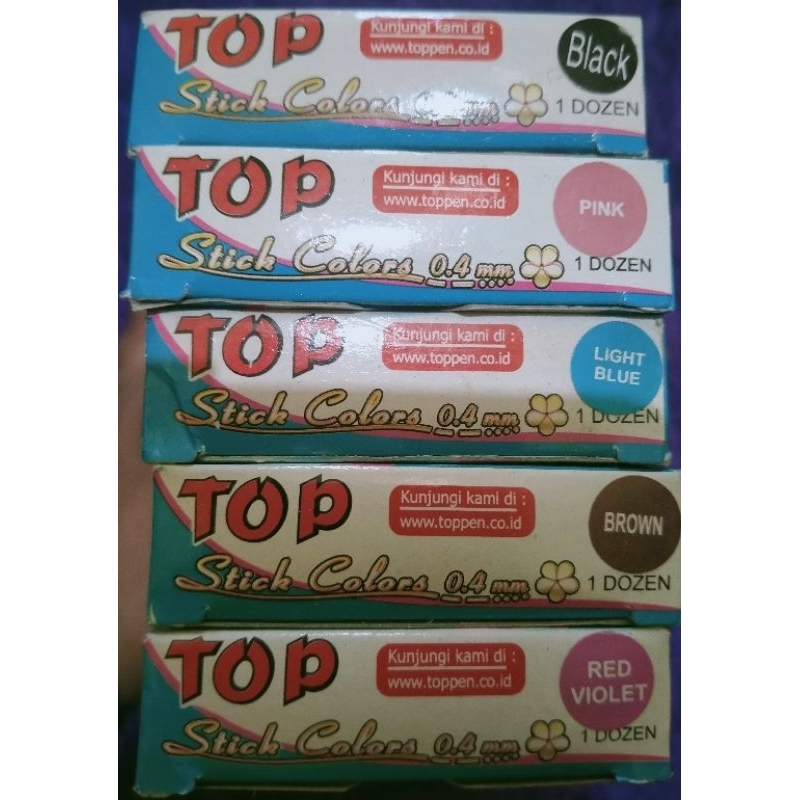 TOP
Kunjungi kami di :
www.toppen.co.id
Black
Stick Colors 0.4 mm
1 DOZEN
TOP
Kunjungi kami di :
www.toppen.co.id
PINK
Stick Colors 0.4 mm
1 DOZEN
TOP
Kunjungi kami di :
www.toppen.co.id
LIGHT
BLUE
Stick Colors 0.4 mm
1 DOZEN
TOP
Kunjungi kami di :
www.toppen.co.id
BROWN
Stick Colors 0.4 mm
1 DOZEN
TOP
Kunjungi kami di :
www.toppen.co.id
RED
VIOLET
Stick Colors 0.4 mm
1 DOZEN